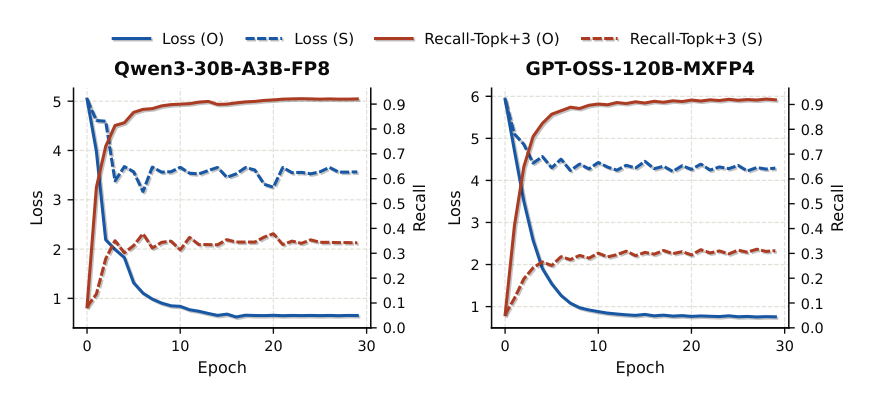 Loss (O) Loss (S) Recall-Topk+3 (O) Recall-Topk+3 (S)
Qwen3-30B-A3B-FP8
5
4
3
2
1
Loss
0.9
0.8
0.7
0.6
0.5
0.4
0.3
0.2
0.1
0.0
Recall
0 10 20 30
Epoch
GPT-OSS-120B-MXFP4
6
5
4
3
2
1
Loss
0.9
0.8
0.7
0.6
0.5
0.4
0.3
0.2
0.1
0.0
Recall
0 10 20 30
Epoch